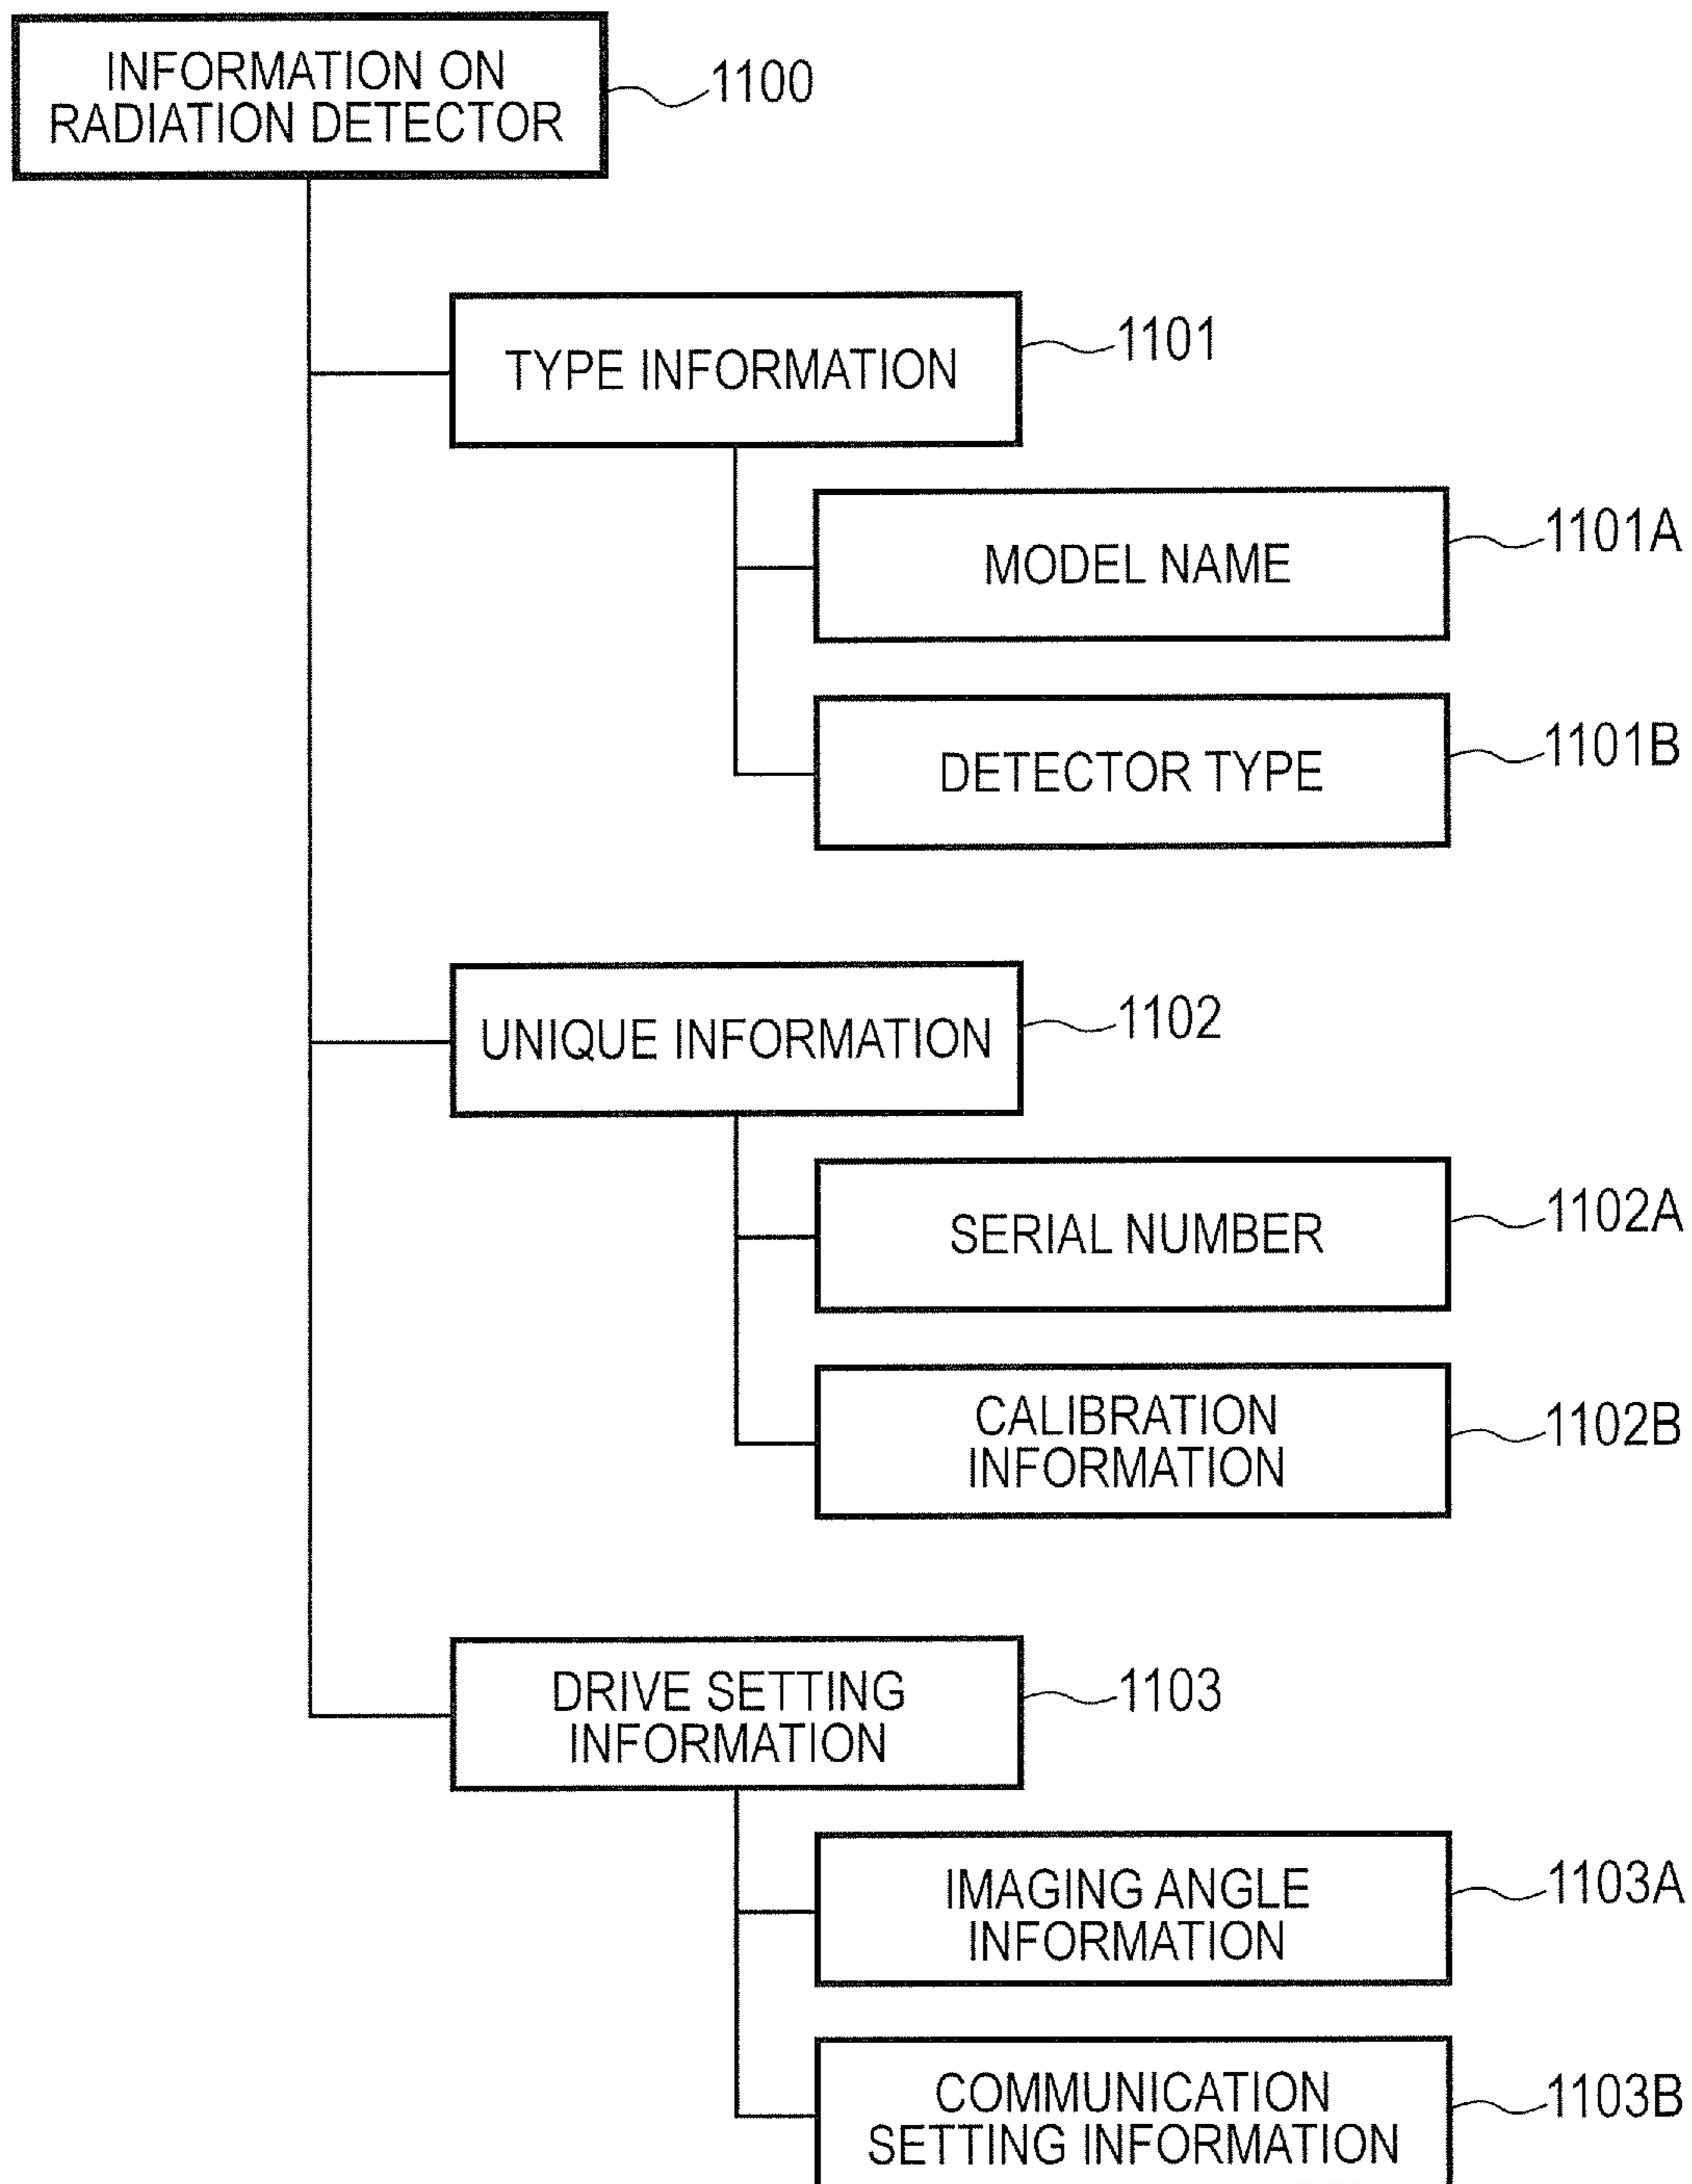 INFORMATION ON
RADIATION DETECTOR
1100
TYPE INFORMATION
1101
MODEL NAME
1101A
DETECTOR TYPE
1101B
UNIQUE INFORMATION
1102
SERIAL NUMBER
1102A
CALIBRATION
INFORMATION
1102B
DRIVE SETTING
INFORMATION
1103
IMAGING ANGLE
INFORMATION
1103A
COMMUNICATION
SETTING INFORMATION
1103B